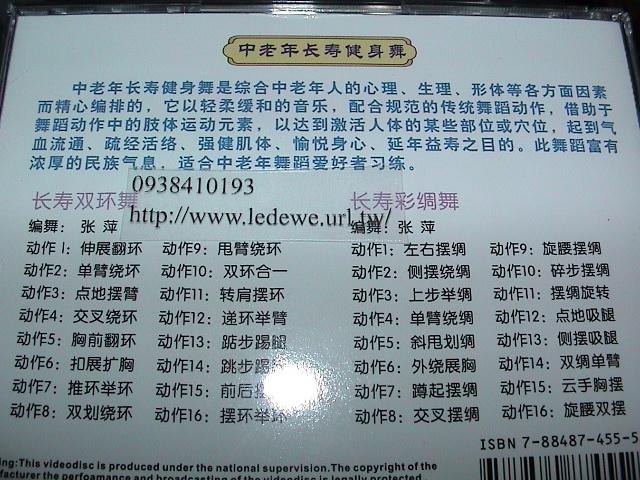 中老年长寿健身舞
中老年长寿健身舞是综合中老年人的心理、生理、形体等各方面因素
而精心编排的，它以轻柔缓和的音乐，配合规范的传统舞蹈动作，借助于
舞蹈动作中的肢体运动元素，以达到激活人体的某些部位或穴位，起到气
血流通、疏经活络、强健肌体、愉悦身心、延年益寿之目的。此舞蹈富有
浓厚的民族气息，适合中老年舞蹈爱好者习练。
0938410193
http://www.ledewe.url.tw/
长寿双环舞
编舞：张 萍
动作1：伸展翻环 动作9：甩臂绕环
动作2：单臂绕环 动作10：双环合一
动作3：点地摆臂 动作11：转肩摆环
动作4：交叉绕环 动作12：递环举臂
动作5：胸前翻环 动作13：踮步踢腿
动作6：扣展扩胸 动作14：跳步踢
动作7：推环举环 动作15：前后
动作8：双划绕环 动作16：摆环举环
长寿彩绸舞
编舞：张 萍
动作1：左右摆绸 动作9：旋腰摆绸
动作2：侧摆绕绸 动作10：碎步摆绸
动作3：上步举绸 动作11：摆绸旋转
动作4：单臂绕绸 动作12：点地吸腿
动作5：斜甩划绸 动作13：侧摆吸腿
动作6：外绕展胸 动作14：双绸单臂
动作7：蹲起摆绸 动作15：云手胸摆
动作8：交叉摆绸 动作16：旋腰双摆
ISBN 7-88487-455-5
ing:This videodisc is produced under the national supervision.The copyright of the
facturer the perfomance and broadcasting of the videodisc is legally protected